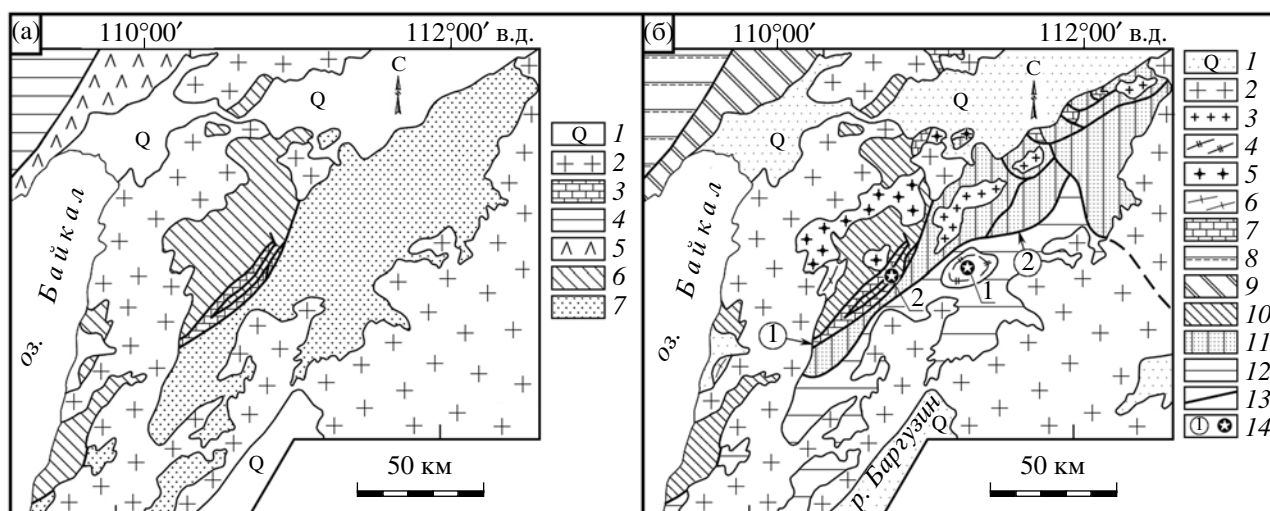 (а)
110°00′
112°00′ в.д.
С
Q
Q
оз. Байкал
Q
50 км
Q 1
2
3
4
5
6
7
(б)
110°00′
112°00′
С
Q
Q
оз. Байкал
2
1
2
1
р. Баргузин
Q
50 км
Q 1
2
3
4
5
6
7
8
9
10
11
12
13
1 14